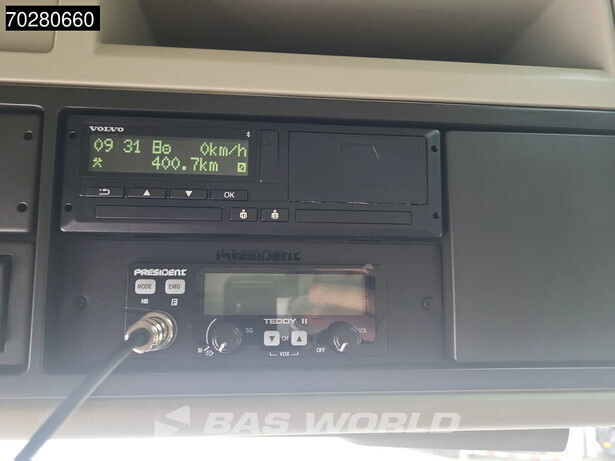 70280660
VOLVO
09 31 0km/h
400.7km
OK
PRESIDENT
PRESIDENT
MODE EMG
NB F
SQ
TEDDY II
VOL
M
▼ CH ▲
OFF
VOX
BAS WORLD